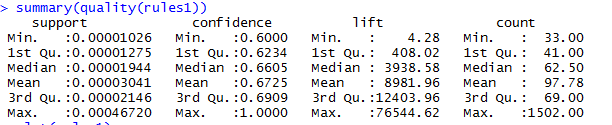 > summary(quality(rules1))
support confidence lift count
Min. :0.00001026 Min. :0.6000 Min. : 4.28 Min. : 33.00
1st Qu.:0.00001275 1st Qu.:0.6234 1st Qu.: 408.02 1st Qu.: 41.00
Median :0.00001944 Median :0.6605 Median : 3938.58 Median : 62.50
Mean :0.00003041 Mean :0.6725 Mean : 8981.96 Mean : 97.78
3rd Qu.:0.00002146 3rd Qu.:0.6909 3rd Qu.:12403.96 3rd Qu.: 69.00
Max. :0.00046720 Max. :1.0000 Max. :76544.62 Max. :1502.00